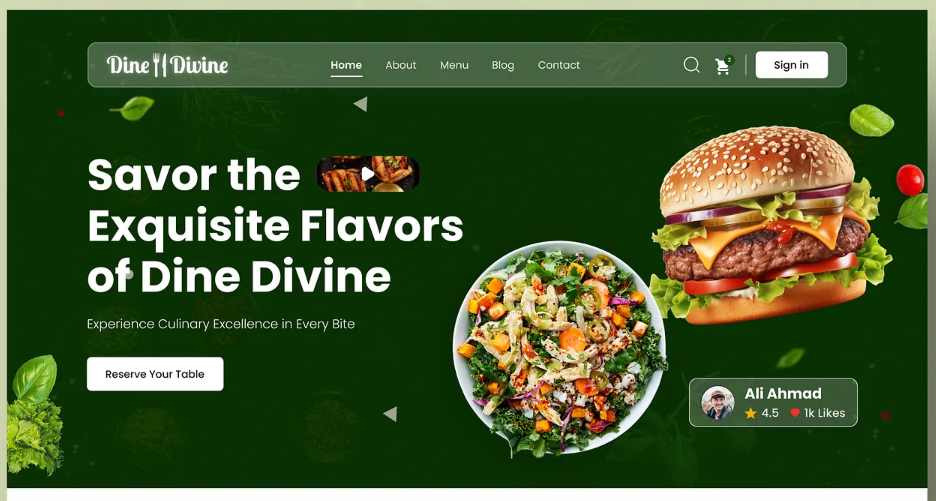 Dine Divine
Home About Menu Blog Contact
2
Sign in
Savor the
Exquisite Flavors
of Dine Divine
Experience Culinary Excellence in Every Bite
Reserve Your Table
Ali Ahmad
4.5 1k Likes